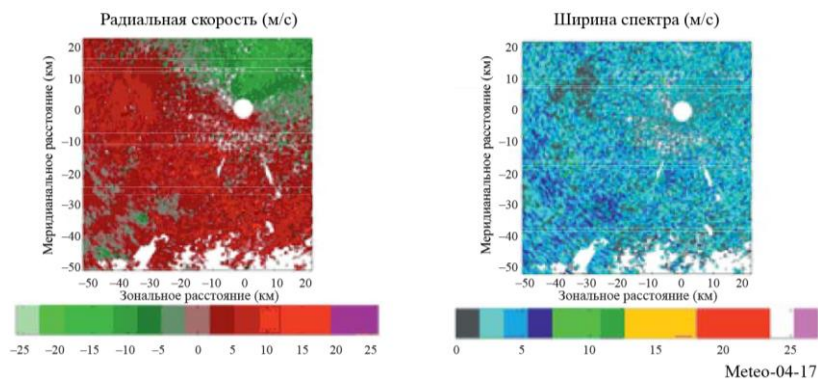 Радиальная скорость (м/с)
Меридианальное расстояние (км)
20
10
0
–10
–20
–30
–40
–50
–50 –40 –30 –20 –10 0 10 20
Зональное расстояние (км)
–25 –20 –15 –10 –5 0 5 10 15 20 25
Ширина спектра (м/с)
Меридианальное расстояние (км)
20
10
0
–10
–20
–30
–40
–50
–50 –40 –30 –20 –10 0 10 20
Зональное расстояние (км)
0 5 10 15 20 25
Meteo-04-17